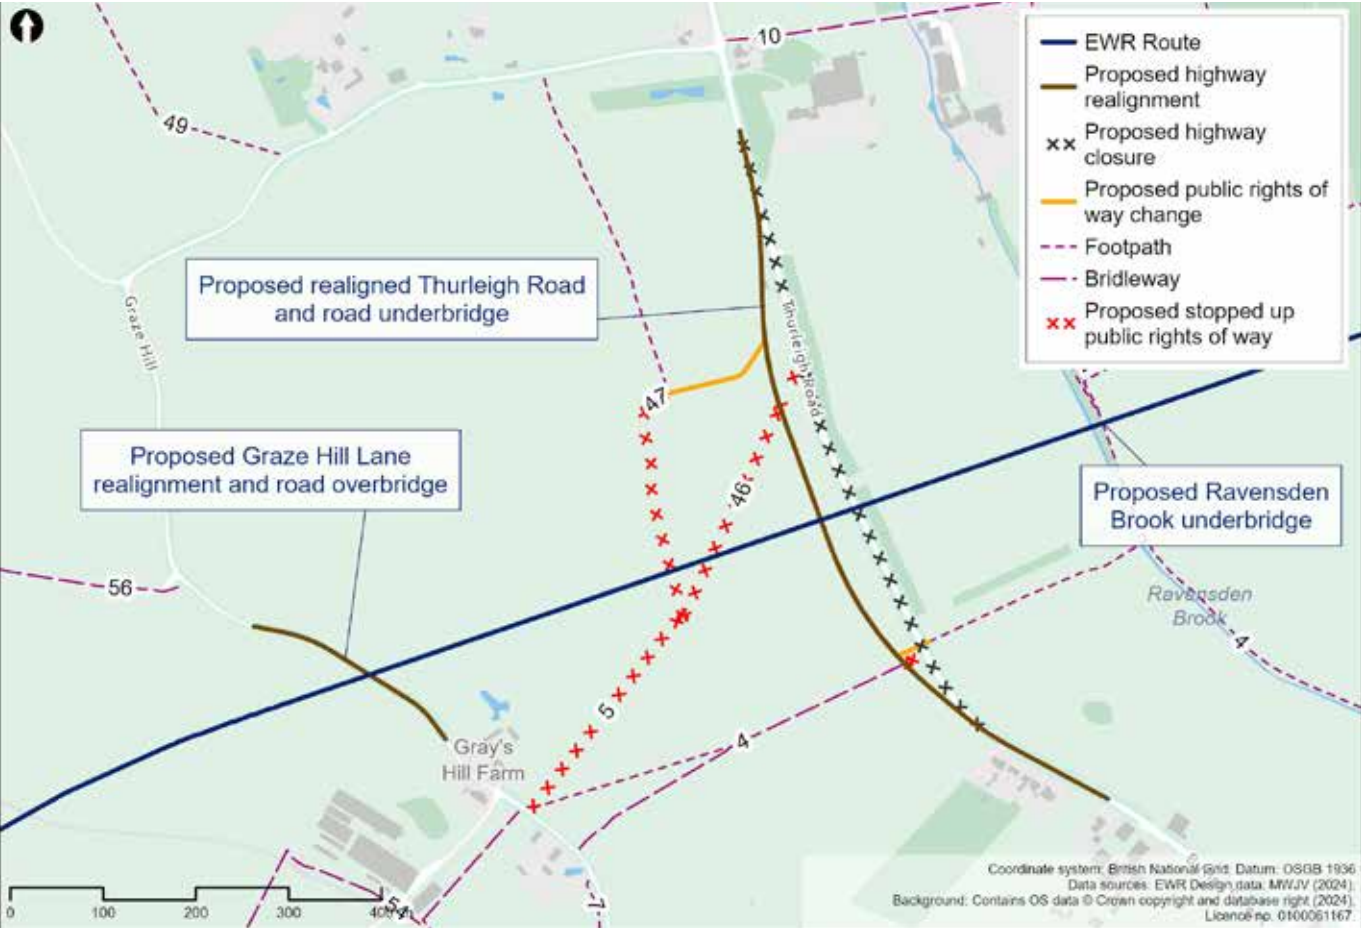 10
EWR Route
Proposed highway
realignment
Proposed highway
closure
Proposed public rights of
way change
Footpath
Bridleway
Proposed stopped up
public rights of way
49
Proposed realigned Thurleigh Road
and road underbridge
Graze Hill
Thurleigh Road
47
Proposed Graze Hill Lane
realignment and road overbridge
46
Proposed Ravensden
Brook underbridge
56
Ravensden
Brook
4
5
4
Gray's
Hill Farm
7
54
0 100 200 300
Coordinate system: British National Grid. Datum: OSGB 1936
Data sources: EWR Design data: MWJV (2024).
Background: Contains OS data © Crown copyright and database right (2024).
Licence no. 0100061167.